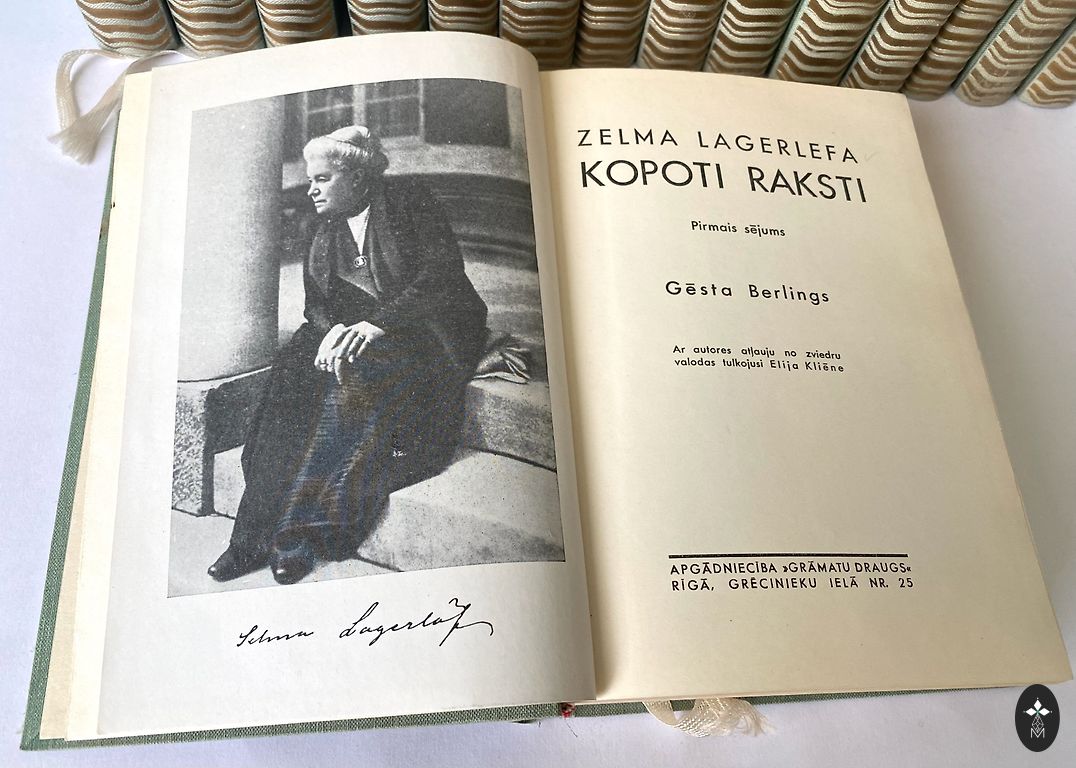 Selma Lagerlöf
ZELMA LAGERLEFA
KOPOTI RAKSTI
Pirmais sējums
Gēsta Berlings
Ar autores atļauju no zviedru
valodas tulkojusi Elija Kliēne
APGĀDNIECĪBA »GRĀMATU DRAUGS«
RĪGĀ, GRĒCINIEKU IELĀ NR. 25
M